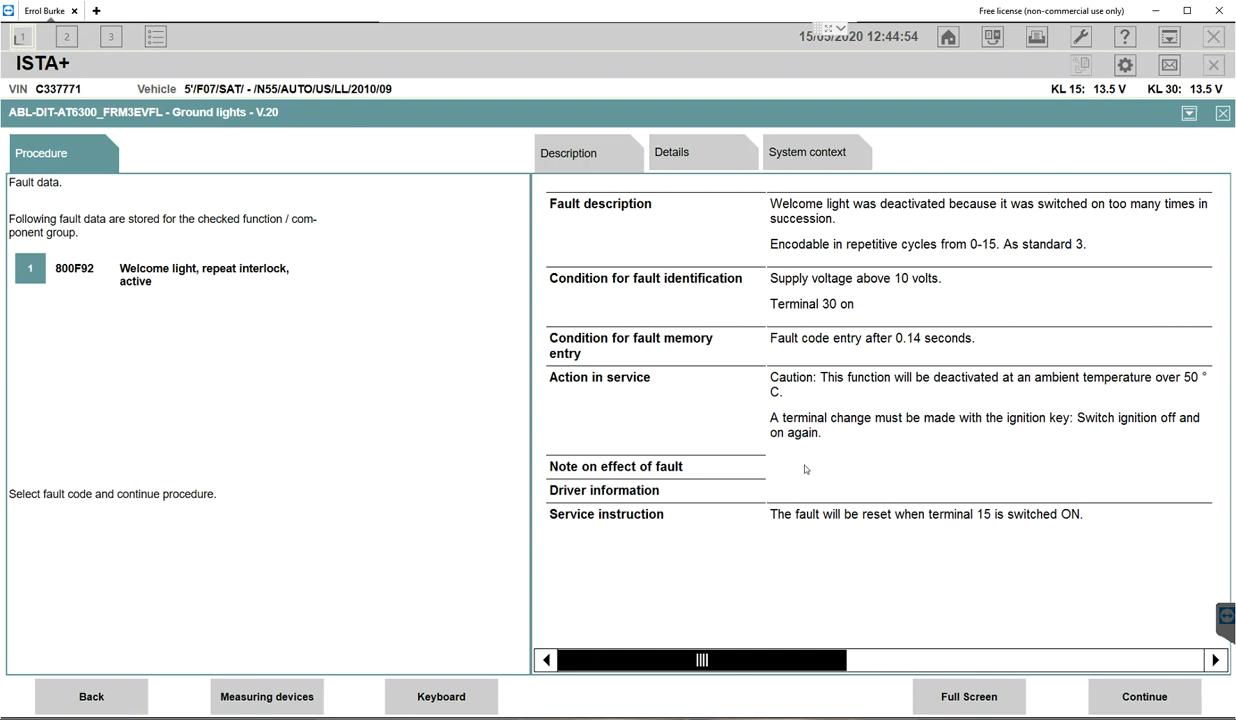 Errol Burke
Free license (non-commercial use only)
1 2 3
15/05/2020 12:44:54
ISTA+
VIN C337771 Vehicle 5'/F07/SAT/ - /N55/AUTO/US/LL/2010/09 KL 15: 13.5 V KL 30: 13.5 V
ABL-DIT-AT6300_FRM3EVFL - Ground lights - V.20
Procedure
Fault data.
Following fault data are stored for the checked function / com-
ponent group.
1 800F92 Welcome light, repeat interlock,
active
Select fault code and continue procedure.
Description Details System context
Fault description Welcome light was deactivated because it was switched on too many times in
succession.
Encodable in repetitive cycles from 0-15. As standard 3.
Condition for fault identification Supply voltage above 10 volts.
Terminal 30 on
Condition for fault memory Fault code entry after 0.14 seconds.
entry
Action in service Caution: This function will be deactivated at an ambient temperature over 50 °
C.
A terminal change must be made with the ignition key: Switch ignition off and
on again.
Note on effect of fault
Driver information
Service instruction The fault will be reset when terminal 15 is switched ON.
Back Measuring devices Keyboard Full Screen Continue